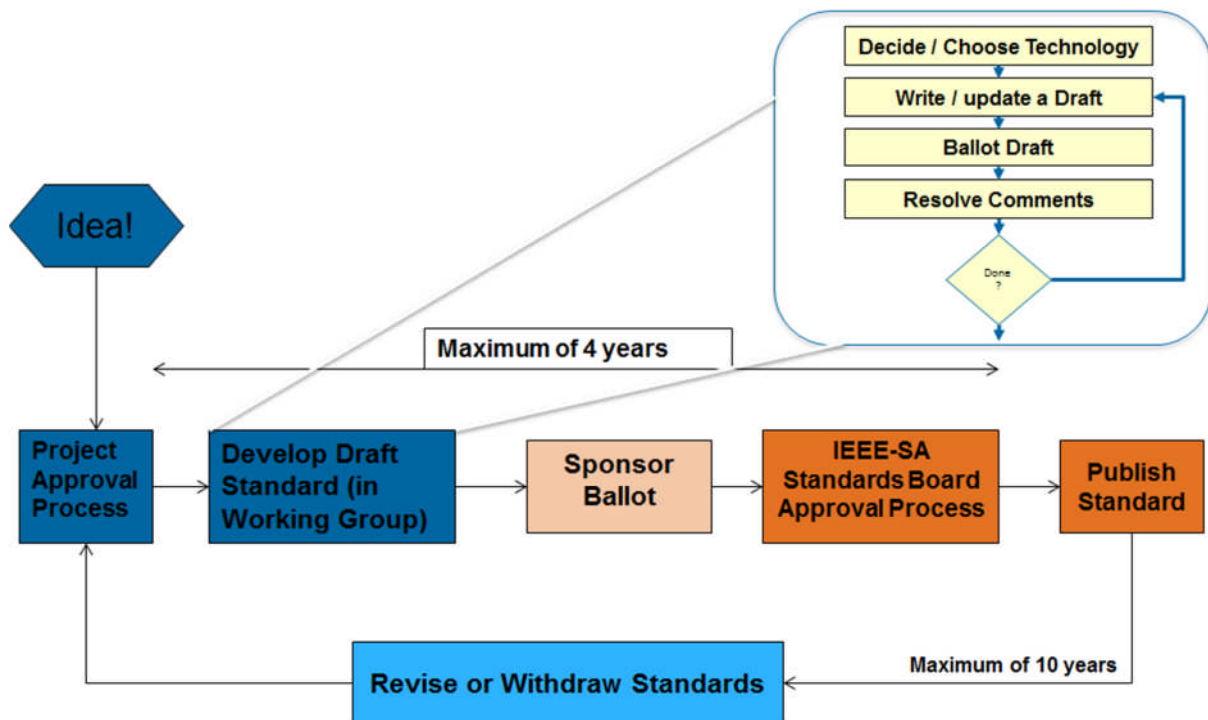 Decide / Choose Technology
Write / update a Draft
Ballot Draft
Resolve Comments
Done
?
Idea!
Maximum of 4 years
Project
Approval
Process
Develop Draft
Standard (in
Working Group)
Sponsor
Ballot
IEEE-SA
Standards Board
Approval Process
Publish
Standard
Maximum of 10 years
Revise or Withdraw Standards